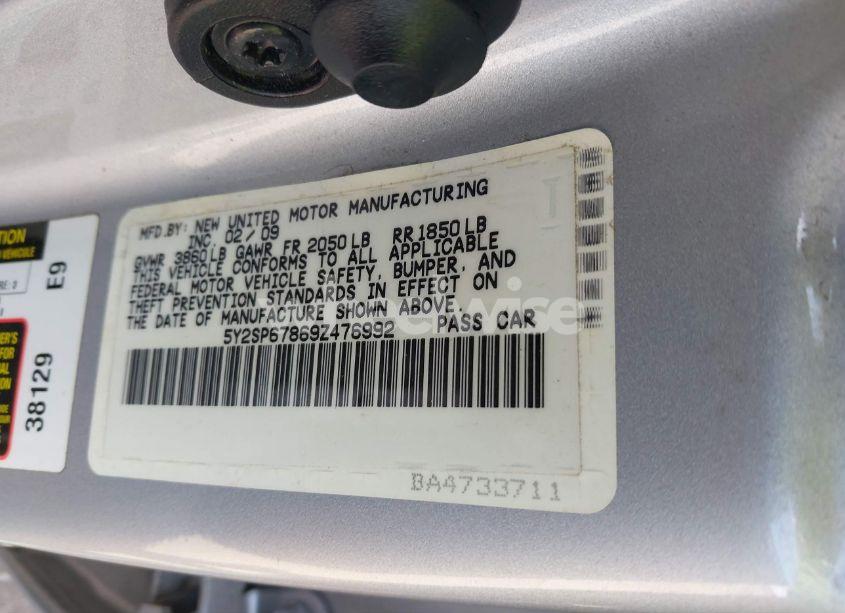 MFD.BY: NEW UNITED MOTOR MANUFACTURING
INC. 02/09
GVWR 3860LB GAWR FR 2050LB RR 1850LB
THIS VEHICLE CONFORMS TO ALL APPLICABLE
FEDERAL MOTOR VEHICLE SAFETY, BUMPER, AND
THEFT PREVENTION STANDARDS IN EFFECT ON
THE DATE OF MANUFACTURE SHOWN ABOVE.
5Y2SP67869Z476992 PASS CAR
BA4733711
38129 E9